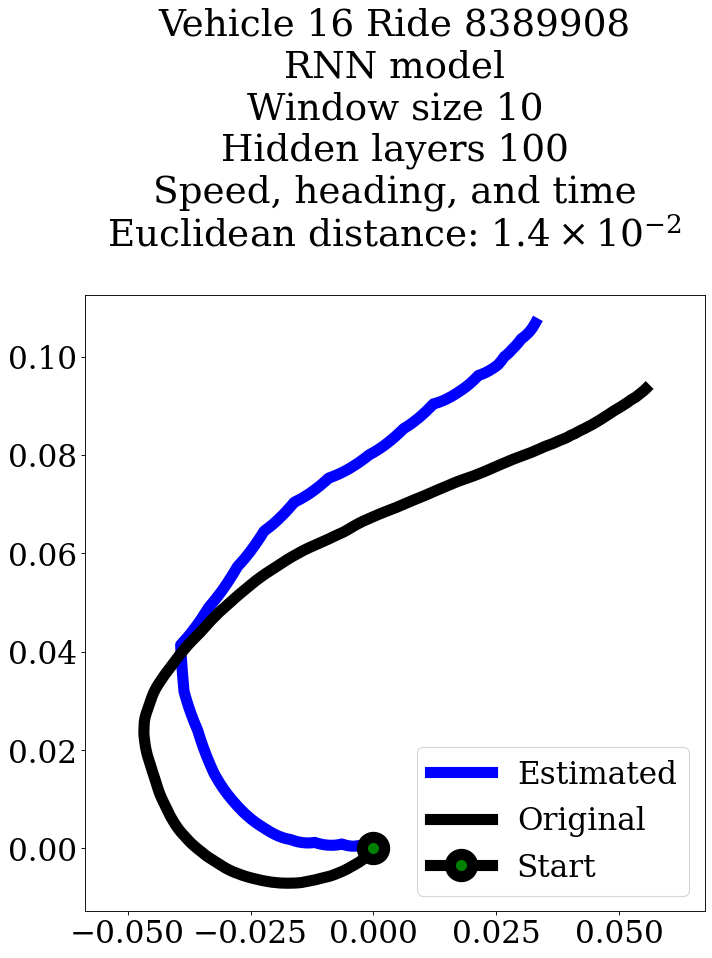 Vehicle 16 Ride 8389908
RNN model
Window size 10
Hidden layers 100
Speed, heading, and time
Euclidean distance: 1.4 × 10⁻²
0.10
0.08
0.06
0.04
0.02
0.00
Estimated
Original
Start
−0.050 −0.025 0.000 0.025 0.050